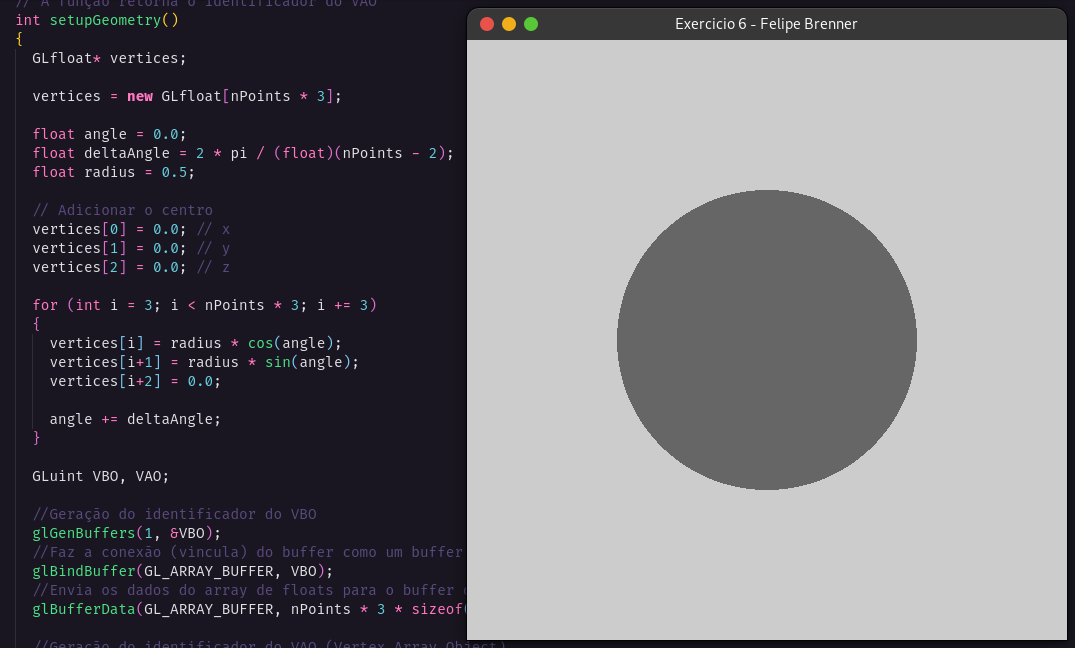 // A função retorna o identificador do VAO
int setupGeometry()
{
GLfloat* vertices;
vertices = new GLfloat[nPoints * 3];
float angle = 0.0;
float deltaAngle = 2 * pi / (float)(nPoints - 2);
float radius = 0.5;
// Adicionar o centro
vertices[0] = 0.0; // x
vertices[1] = 0.0; // y
vertices[2] = 0.0; // z
for (int i = 3; i < nPoints * 3; i += 3)
{
vertices[i] = radius * cos(angle);
vertices[i+1] = radius * sin(angle);
vertices[i+2] = 0.0;
angle += deltaAngle;
}
GLuint VBO, VAO;
//Geração do identificador do VBO
glGenBuffers(1, &VBO);
//Faz a conexão (vincula) do buffer como um buffer
glBindBuffer(GL_ARRAY_BUFFER, VBO);
//Envia os dados do array de floats para o buffer
glBufferData(GL_ARRAY_BUFFER, nPoints * 3 * sizeof
//Geração do identificador do VAO (Vertex Array Object)
Exercicio 6 - Felipe Brenner